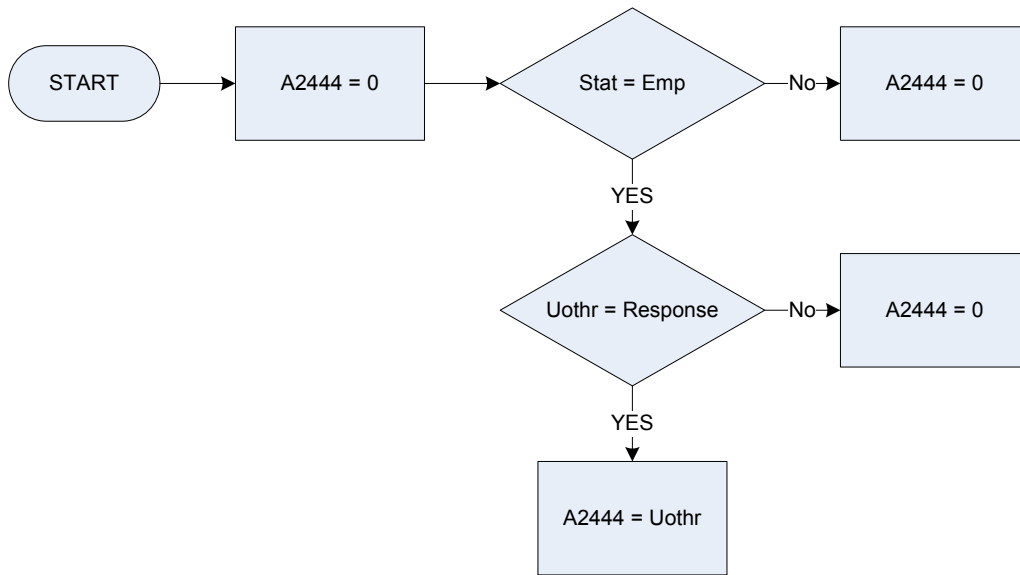 START
A2444 = 0
Stat = Emp
No
A2444 = 0
YES
Uothr = Response
No
A2444 = 0
YES
A2444 = Uothr